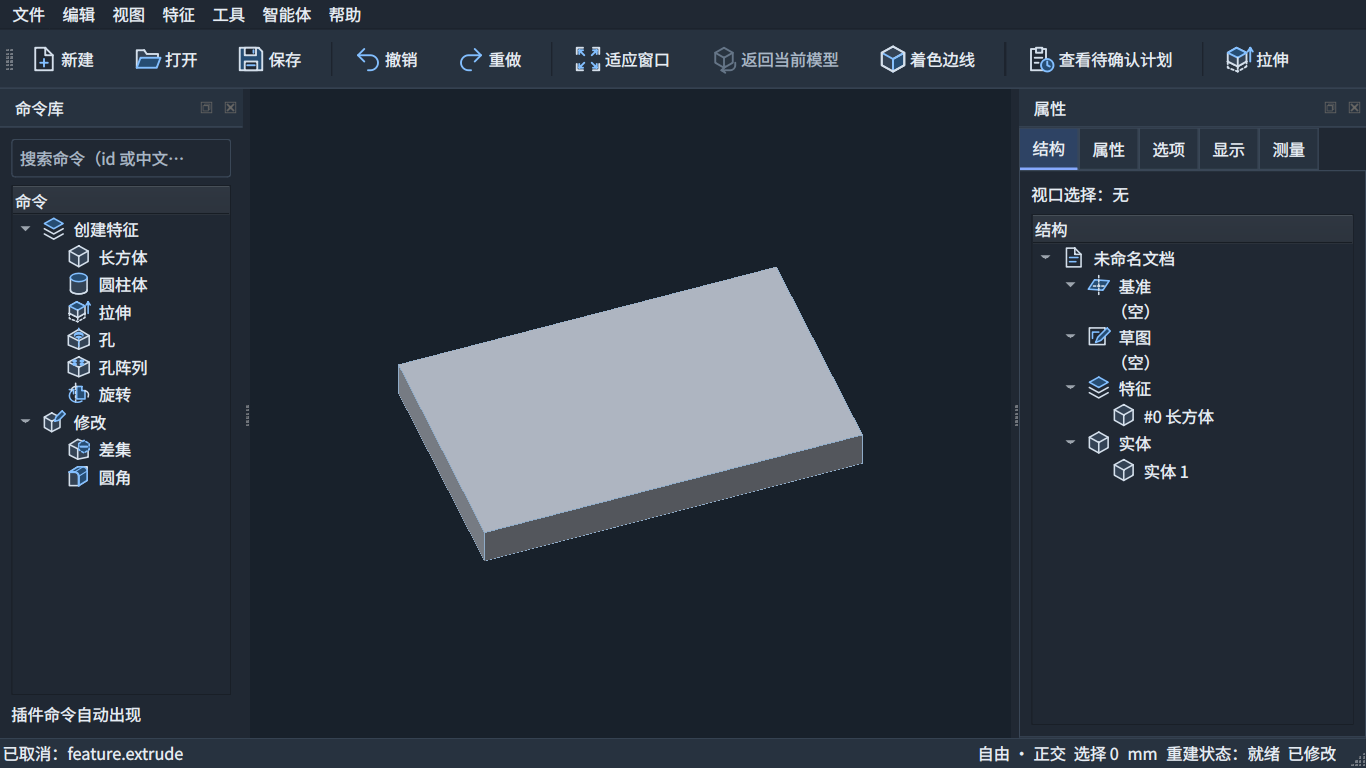 文件 编辑 视图 特征 工具 智能体 帮助
新建 打开 保存 撤销 重做 适应窗口 返回当前模型 着色边线 查看待确认计划 拉伸
命令库
搜索命令（id 或中文…
命令
创建特征
长方体
圆柱体
拉伸
孔
孔阵列
旋转
修改
差集
圆角
插件命令自动出现
属性
结构 属性 选项 显示 测量
视口选择：无
结构
未命名文档
基准
（空）
草图
（空）
特征
#0 长方体
实体
实体 1
已取消：feature.extrude
自由 · 正交 选择 0 mm 重建状态：就绪 已修改